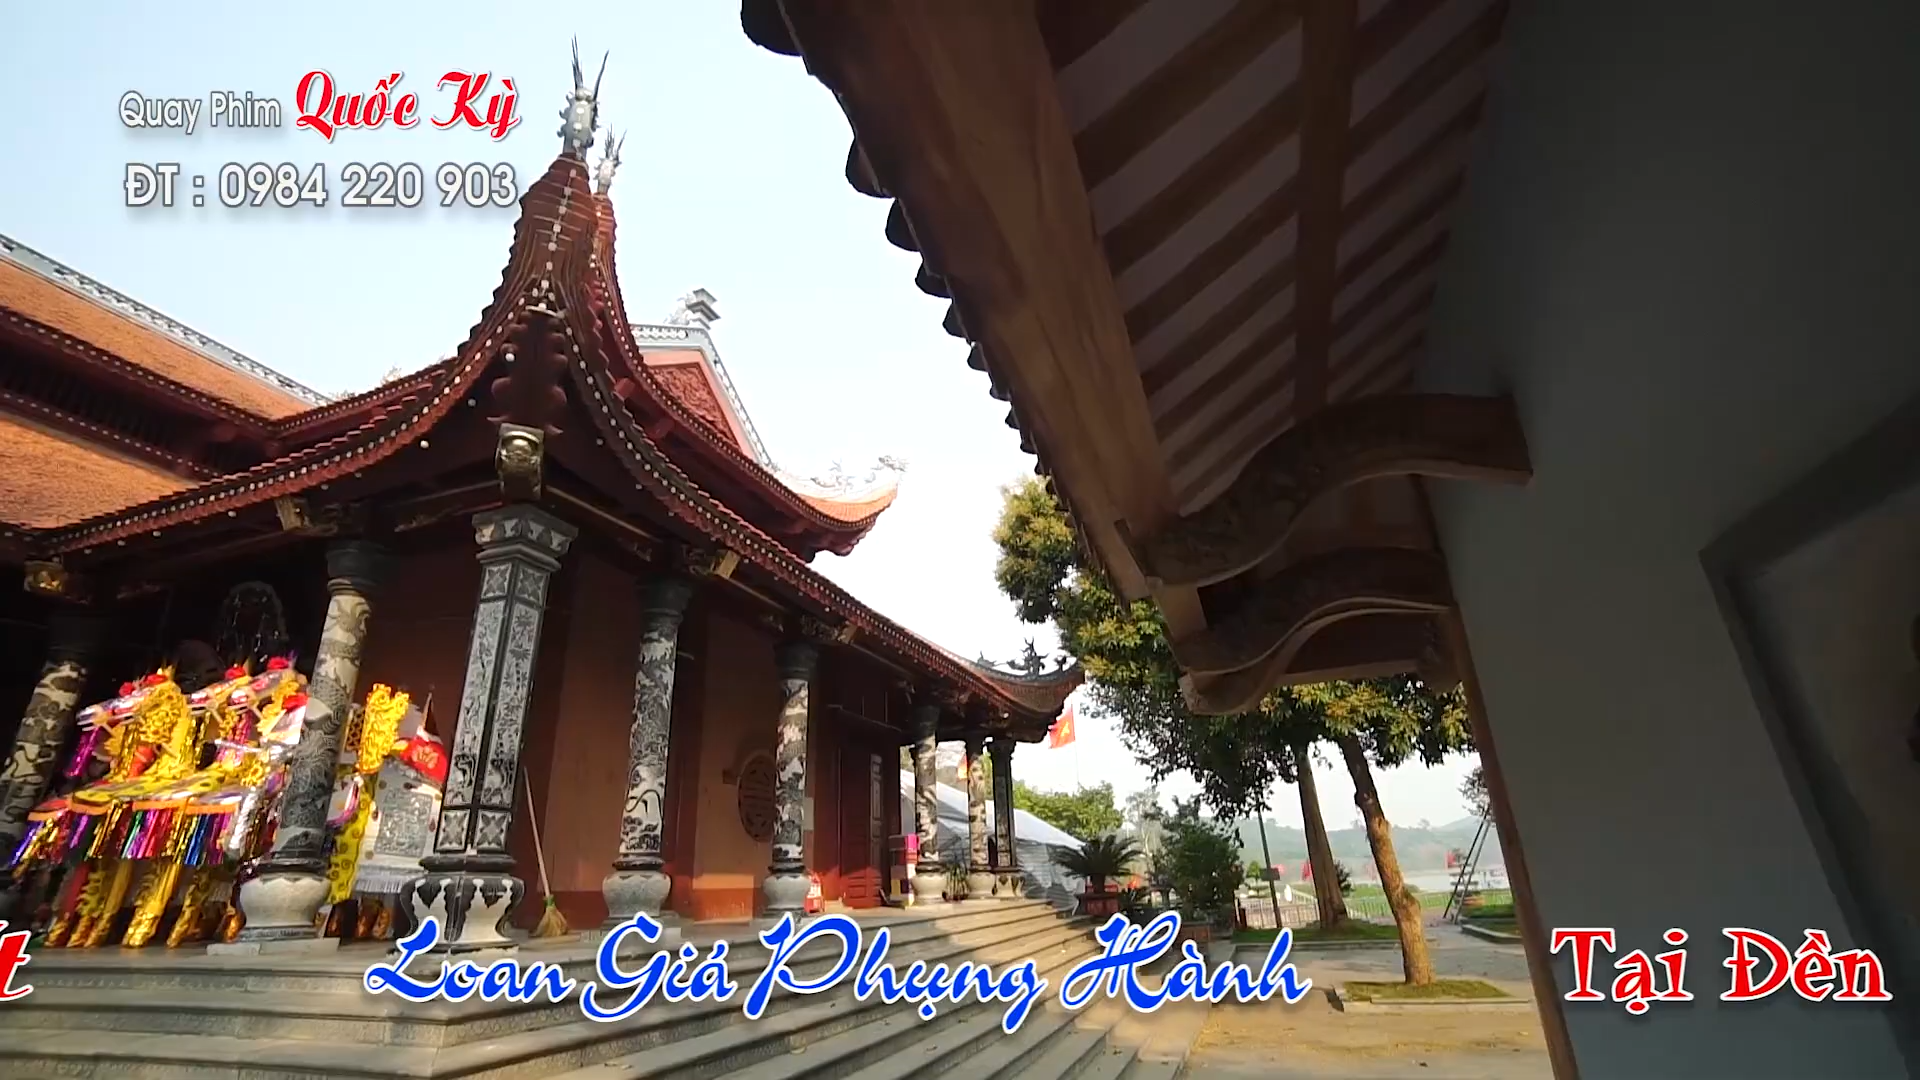 Quay Phim Quốc Kỳ
ĐT : 0984 220 903
Loan Giá Phụng Hành Tại Đền